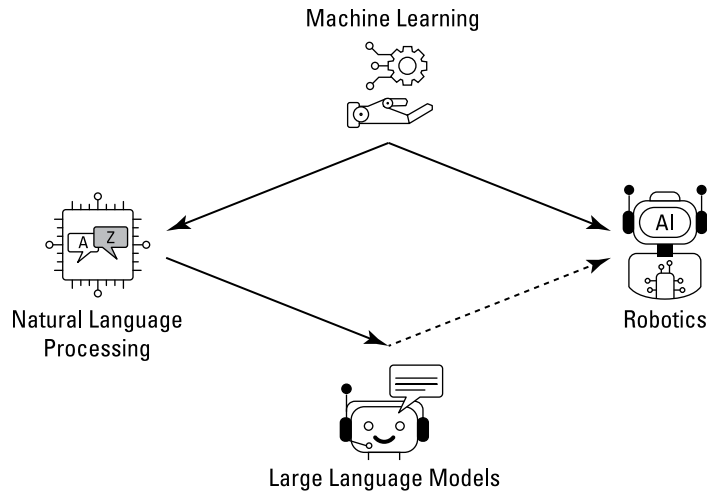 Machine Learning
A
Z
AI
Natural Language
Processing
Robotics
Large Language Models